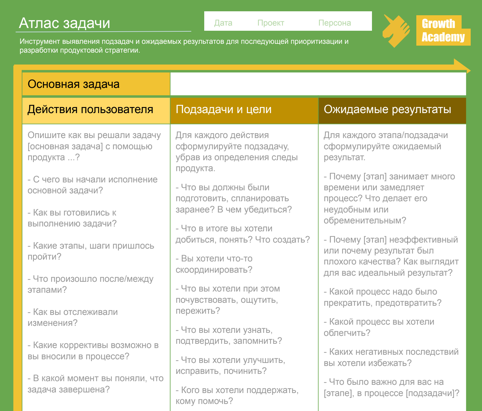 Атлас задачи
Дата Проект Персона
Growth
Academy
Инструмент выявления подзадач и ожидаемых результатов для последующей приоритизации и
разработки продуктовой стратегии.
Основная задача
Действия пользователя
Опишите как вы решали задачу
[основная задача] с помощью
продукта ...?
- С чего вы начали исполнение
основной задачи?
- Как вы готовились к
выполнению задачи?
- Какие этапы, шаги пришлось
пройти?
- Что произошло после/между
этапами?
- Как вы отслеживали
изменения?
- Какие коррективы возможно в
вы вносили в процессе?
- В какой момент вы поняли, что
задача завершена?
Подзадачи и цели
Для каждого действия
сформулируйте подзадачу,
убрав из определения следы
продукта.
- Что вы должны были
подготовить, спланировать
заранее? В чем убедиться?
- Что в итоге вы хотели
добиться, понять? Что создать?
- Вы хотели что-то
скоординировать?
- Что вы хотели при этом
почувствовать, ощутить,
пережить?
- Что вы хотели узнать,
подтвердить, запомнить?
- Что вы хотели улучшить,
исправить, починить?
- Кого вы хотели поддержать,
кому помочь?
Ожидаемые результаты
Для каждого этапа/подзадачи
сформулируйте ожидаемый
результат.
- Почему [этап] занимает много
времени или замедляет
процесс? Что делает его
неудобным или
обременительным?
- Почему [этап] неэффективный
или почему результат был
плохого качества? Как выглядит
для вас идеальный результат?
- Какой процесс надо было
прекратить, предотвратить?
- Какой процесс вы хотели
облегчить?
- Каких негативных последствий
вы хотели избежать?
- Что было важно для вас на
[этапе], в процессе [подзадачи]?